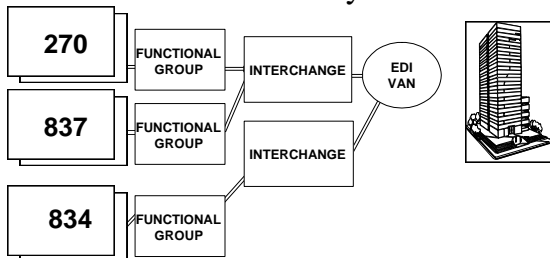 270
FUNCTIONAL
GROUP
INTERCHANGE
EDI
VAN
837
FUNCTIONAL
GROUP
INTERCHANGE
834
FUNCTIONAL
GROUP